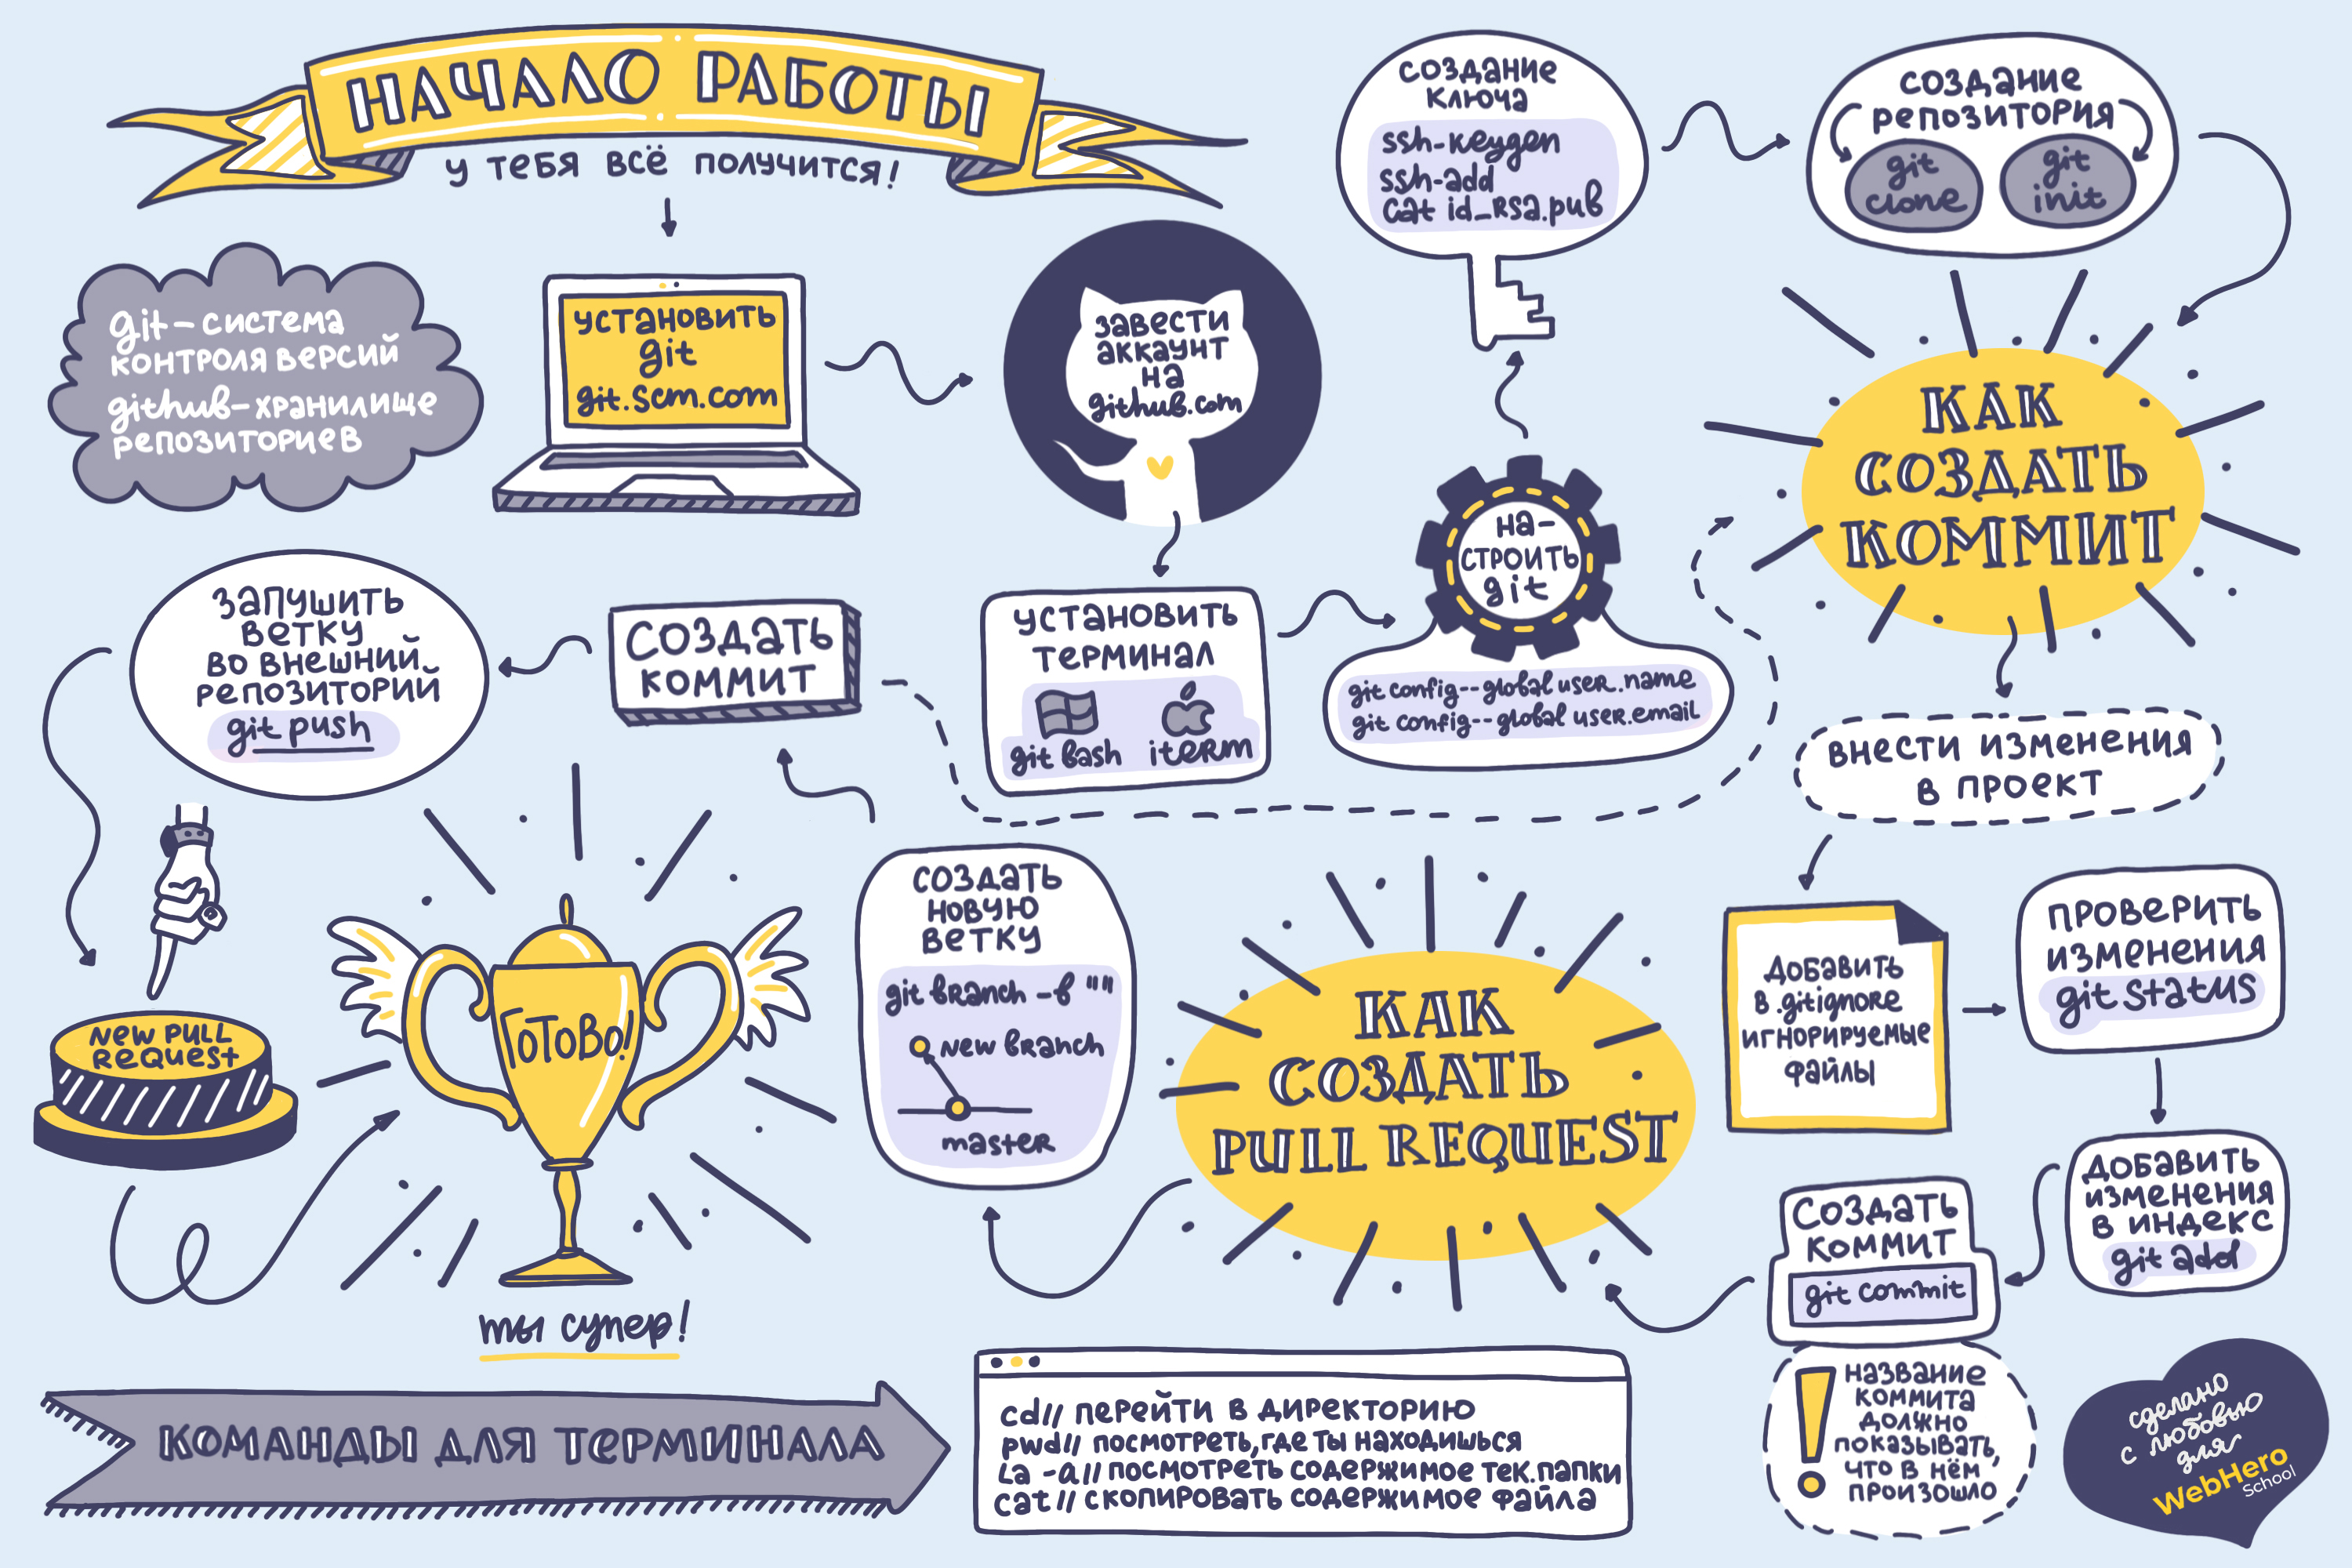 НАЧАЛО РАБОТЫ
у тебя всё получится!
git – система
контроля версий
github – хранилище
репозиториев
установить
git
git.scm.com
завести
аккаунт
на
github.com
установить
терминал
git bash
iterm
на-
строить
git
git config --global user.name
git config --global user.email
создание
ключа
ssh-keygen
ssh-add
cat id_rsa.pub
создание
репозитория
git
clone
git
init
КАК
СОЗДАТЬ
КОММИТ
внести изменения
в проект
добавить
в .gitignore
игнорируемые
файлы
проверить
изменения
git status
добавить
изменения
в индекс
git add
создать
коммит
git commit
название
коммита
должно
показывать,
что в нём
произошло
КАК
СОЗДАТЬ
PULL REQUEST
создать
новую
ветку
git branch -b ""
new branch
master
создать
коммит
запушить
ветку
во внешний
репозиторий
git push
NEW PULL
REQUEST
Готово!
ты супер!
КОМАНДЫ ДЛЯ ТЕРМИНАЛА
cd// перейти в директорию
pwd// посмотреть, где ты находишься
La -a// посмотреть содержимое тек. папки
cat// скопировать содержимое файла
сделано
с любовью
для
WebHero
School